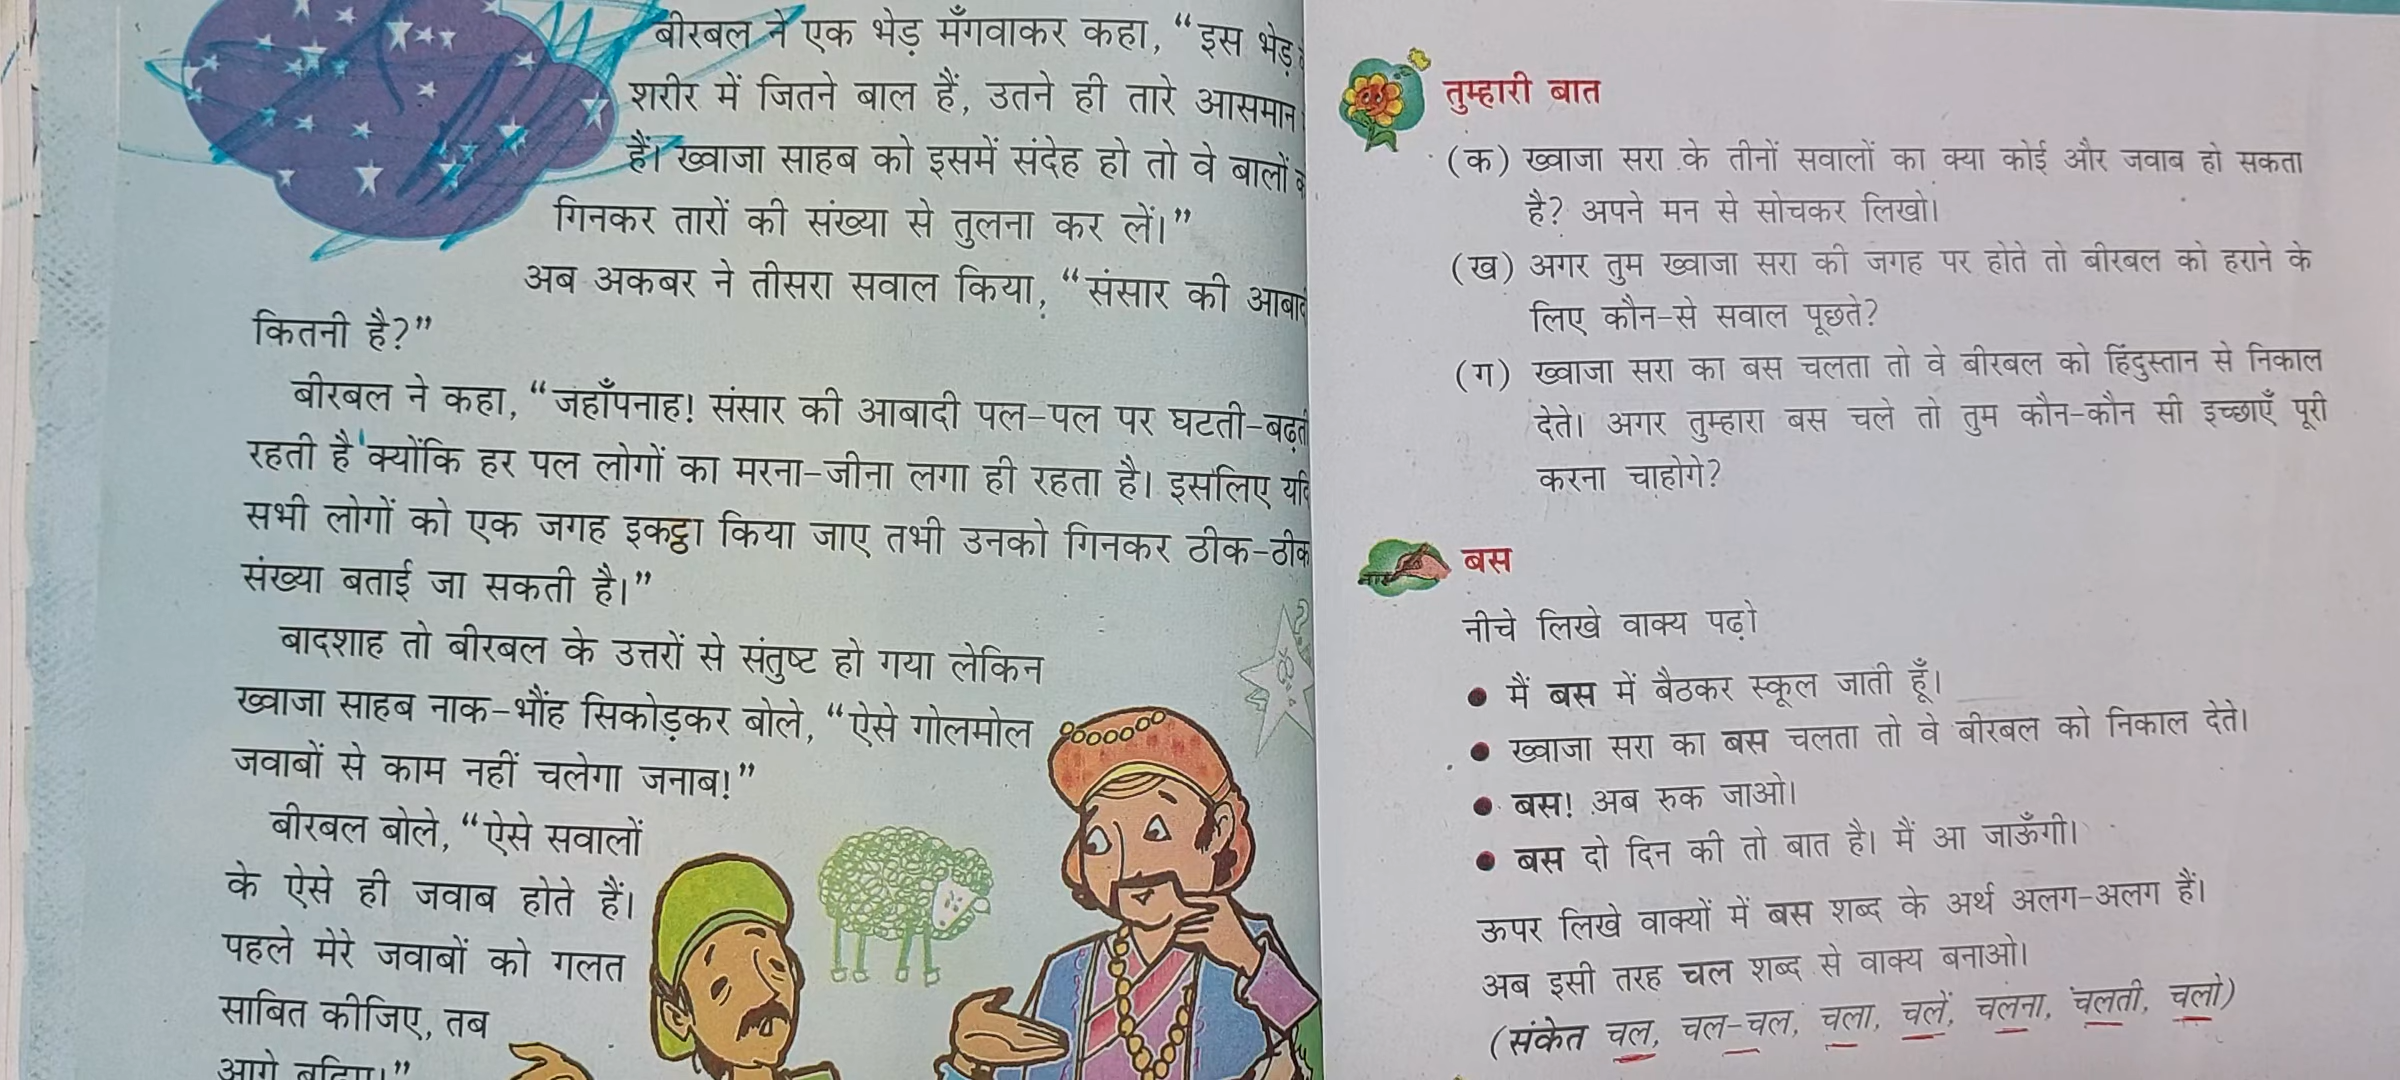 बीरबल ने एक भेड़ मँगवाकर कहा, “इस भेड़
शरीर में जितने बाल हैं, उतने ही तारे आसमान
हैं। ख्वाजा साहब को इसमें संदेह हो तो वे बालों
गिनकर तारों की संख्या से तुलना कर लें।”
अब अकबर ने तीसरा सवाल किया, “संसार की
कितनी है?”
बीरबल ने कहा, “जहाँपनाह! संसार की आबादी पल-पल पर घटती-बढ़ती
रहती है क्योंकि हर पल लोगों का मरना-जीना लगा ही रहता है। इसलिए
सभी लोगों को एक जगह इकट्ठा किया जाए तभी उनको गिनकर ठीक-ठीक
संख्या बताई जा सकती है।”
बादशाह तो बीरबल के उत्तरों से संतुष्ट हो गया लेकिन
ख्वाजा साहब नाक-भौंह सिकोड़कर बोले, “ऐसे गोलमोल
जवाबों से काम नहीं चलेगा जनाब!”
बीरबल बोले, “ऐसे सवालों
के ऐसे ही जवाब होते हैं।
पहले मेरे जवाबों को गलत
साबित कीजिए, तब
आगे बढ़िए।”
तुम्हारी बात
(क) ख्वाजा सरा के तीनों सवालों का क्या कोई और जवाब हो सकता
है? अपने मन से सोचकर लिखो।
(ख) अगर तुम ख्वाजा सरा की जगह पर होते तो बीरबल को हराने के
लिए कौन-से सवाल पूछते?
(ग) ख्वाजा सरा का बस चलता तो वे बीरबल को हिंदुस्तान से निकाल
देते। अगर तुम्हारा बस चले तो तुम कौन-कौन सी इच्छाएँ पूरी
करना चाहोगे?
बस
नीचे लिखे वाक्य पढ़ो
• मैं बस में बैठकर स्कूल जाती हूँ।
• ख्वाजा सरा का बस चलता तो वे बीरबल को निकाल देते।
• बस! अब रुक जाओ।
• बस दो दिन की तो बात है। मैं आ जाऊँगी।
ऊपर लिखे वाक्यों में बस शब्द के अर्थ अलग-अलग हैं।
अब इसी तरह चल शब्द से वाक्य बनाओ।
(संकेत चल, चल-चल, चला, चलें, चलना, चलती, चलो)